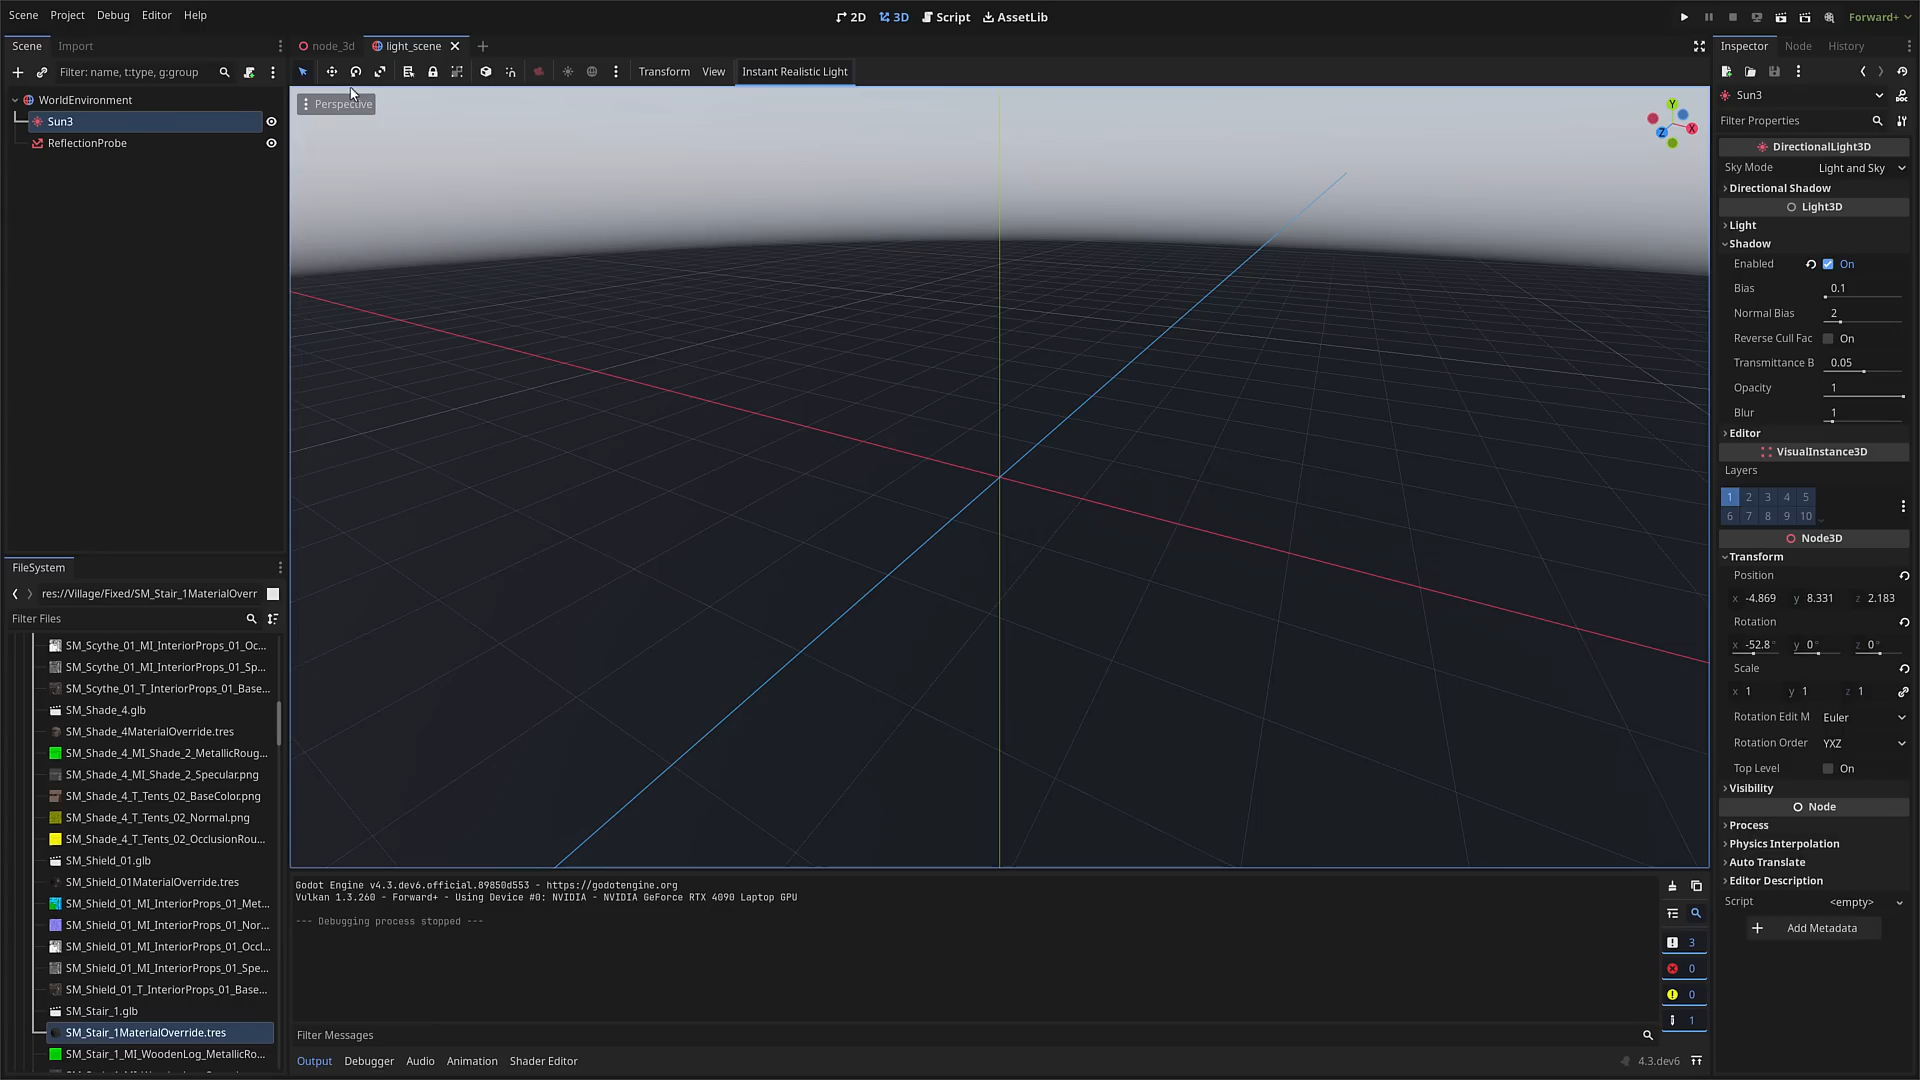 Scene Project Debug Editor Help
2D 3D Script AssetLib
Forward+
Scene Import
Filter: name, t:type, g:group
WorldEnvironment
Sun3
ReflectionProbe
node_3d light_scene
Transform View Instant Realistic Light
Perspective
Y
X
Z
FileSystem
res://Village/Fixed/SM_Stair_1MaterialOverr
Filter Files
SM_Scythe_01_MI_InteriorProps_01_Oc...
SM_Scythe_01_MI_InteriorProps_01_Sp...
SM_Scythe_01_T_InteriorProps_01_Base...
SM_Shade_4.glb
SM_Shade_4MaterialOverride.tres
SM_Shade_4_MI_Shade_2_MetallicRoug...
SM_Shade_4_MI_Shade_2_Specular.png
SM_Shade_4_T_Tents_02_BaseColor.png
SM_Shade_4_T_Tents_02_Normal.png
SM_Shade_4_T_Tents_02_OcclusionRou...
SM_Shield_01.glb
SM_Shield_01MaterialOverride.tres
SM_Shield_01_MI_InteriorProps_01_Met...
SM_Shield_01_MI_InteriorProps_01_Nor...
SM_Shield_01_MI_InteriorProps_01_Occl...
SM_Shield_01_MI_InteriorProps_01_Spe...
SM_Shield_01_T_InteriorProps_01_Base...
SM_Stair_1.glb
SM_Stair_1MaterialOverride.tres
SM_Stair_1_MI_WoodenLog_MetallicRo...
Godot Engine v4.3.dev6.official.89850d553 - https://godotengine.org
Vulkan 1.3.260 - Forward+ - Using Device #0: NVIDIA - NVIDIA GeForce RTX 4090 Laptop GPU
--- Debugging process stopped ---
3
0
0
1
Filter Messages
Output Debugger Audio Animation Shader Editor
4.3.dev6
Inspector Node History
Sun3
Filter Properties
DirectionalLight3D
Sky Mode Light and Sky
Directional Shadow
Light3D
Light
Shadow
Enabled On
Bias 0.1
Normal Bias 2
Reverse Cull Fac On
Transmittance B 0.05
Opacity 1
Blur 1
Editor
VisualInstance3D
Layers
1 2 3 4 5
6 7 8 9 10
Node3D
Transform
Position
x -4.869 y 8.331 z 2.183
Rotation
x -52.8° y 0° z 0°
Scale
x 1 y 1 z 1
Rotation Edit M Euler
Rotation Order YXZ
Top Level On
Visibility
Node
Process
Physics Interpolation
Auto Translate
Editor Description
Script <empty>
Add Metadata